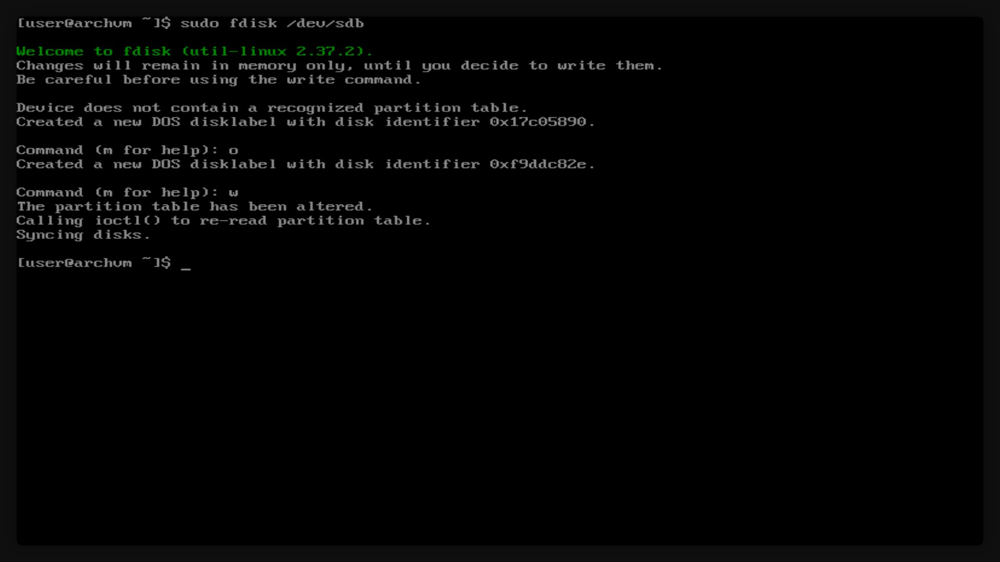 [user@archvm ~]$ sudo fdisk /dev/sdb
Welcome to fdisk (util-linux 2.37.2).
Changes will remain in memory only, until you decide to write them.
Be careful before using the write command.
Device does not contain a recognized partition table.
Created a new DOS disklabel with disk identifier 0x17c05890.
Command (m for help): o
Created a new DOS disklabel with disk identifier 0xf9ddc82e.
Command (m for help): w
The partition table has been altered.
Calling ioctl() to re-read partition table.
Syncing disks.
[user@archvm ~]$ _